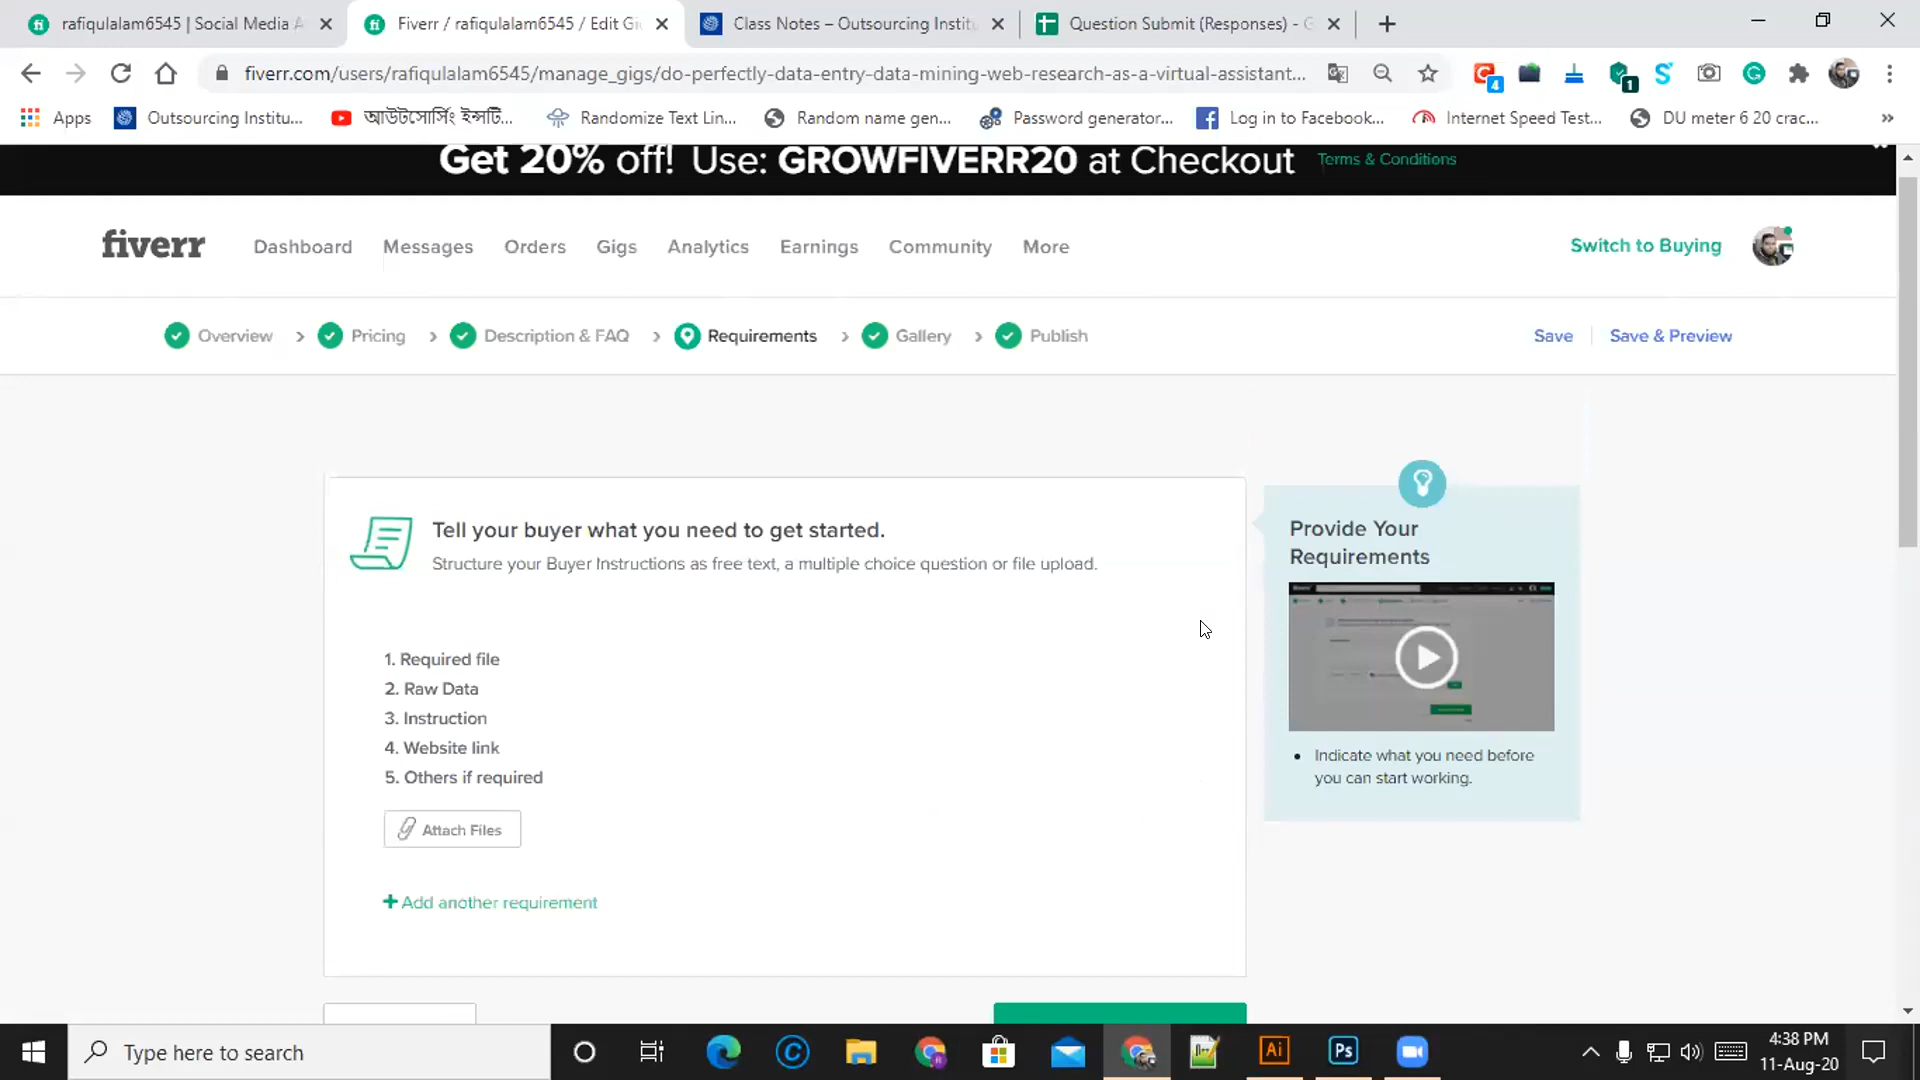 rafiqulalam6545 | Social Media A
Fiverr / rafiqulalam6545 / Edit Gi
Class Notes – Outsourcing Institu
Question Submit (Responses) - G
fiverr.com/users/rafiqulalam6545/manage_gigs/do-perfectly-data-entry-data-mining-web-research-as-a-virtual-assistant...
4
1
Apps
Outsourcing Institu...
আউটসোর্সিং ইন্সটি...
Randomize Text Lin...
Random name gen...
Password generator...
Log in to Facebook...
Internet Speed Test...
DU meter 6 20 crac...
Get 20% off! Use: GROWFIVERR20 at Checkout Terms & Conditions
fiverr
Dashboard
Messages
Orders
Gigs
Analytics
Earnings
Community
More
Switch to Buying
Overview
Pricing
Description & FAQ
Requirements
Gallery
Publish
Save
Save & Preview
Tell your buyer what you need to get started.
Structure your Buyer Instructions as free text, a multiple choice question or file upload.
1. Required file
2. Raw Data
3. Instruction
4. Website link
5. Others if required
Attach Files
+ Add another requirement
Provide Your
Requirements
• Indicate what you need before
you can start working.
Type here to search
Ai
Ps
4:38 PM
11-Aug-20